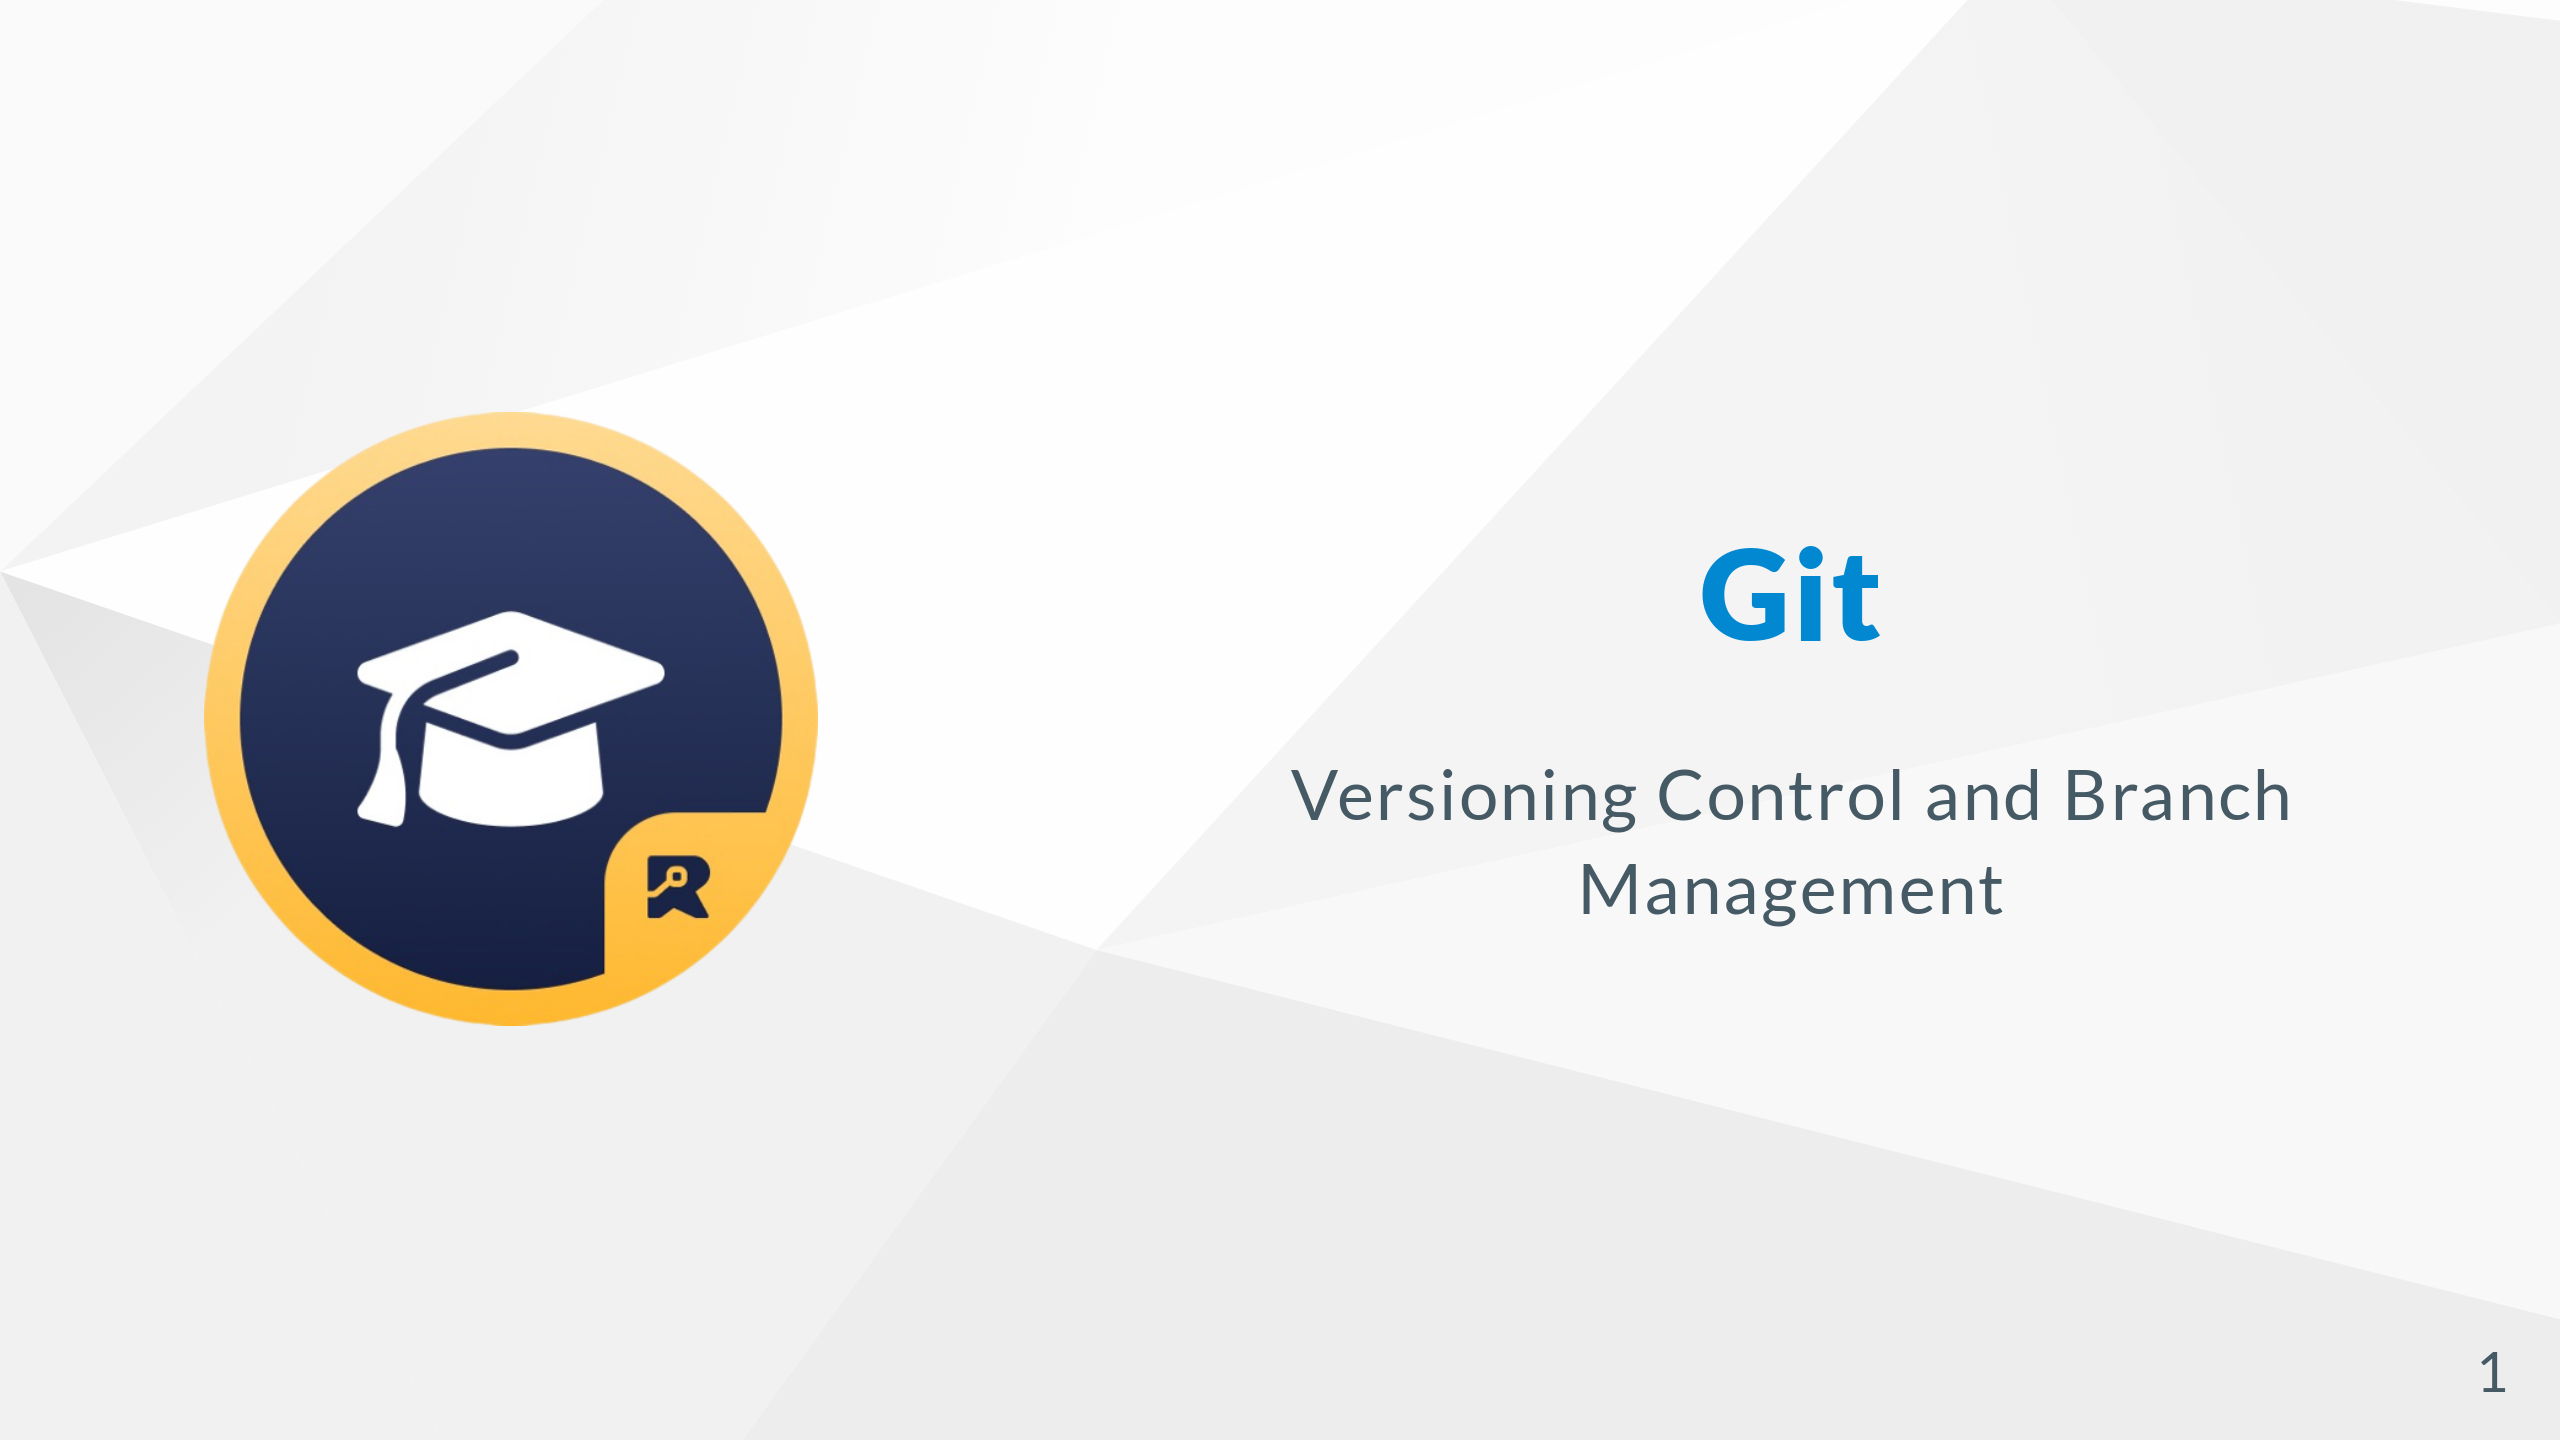 Git
Versioning Control and Branch
Management
1